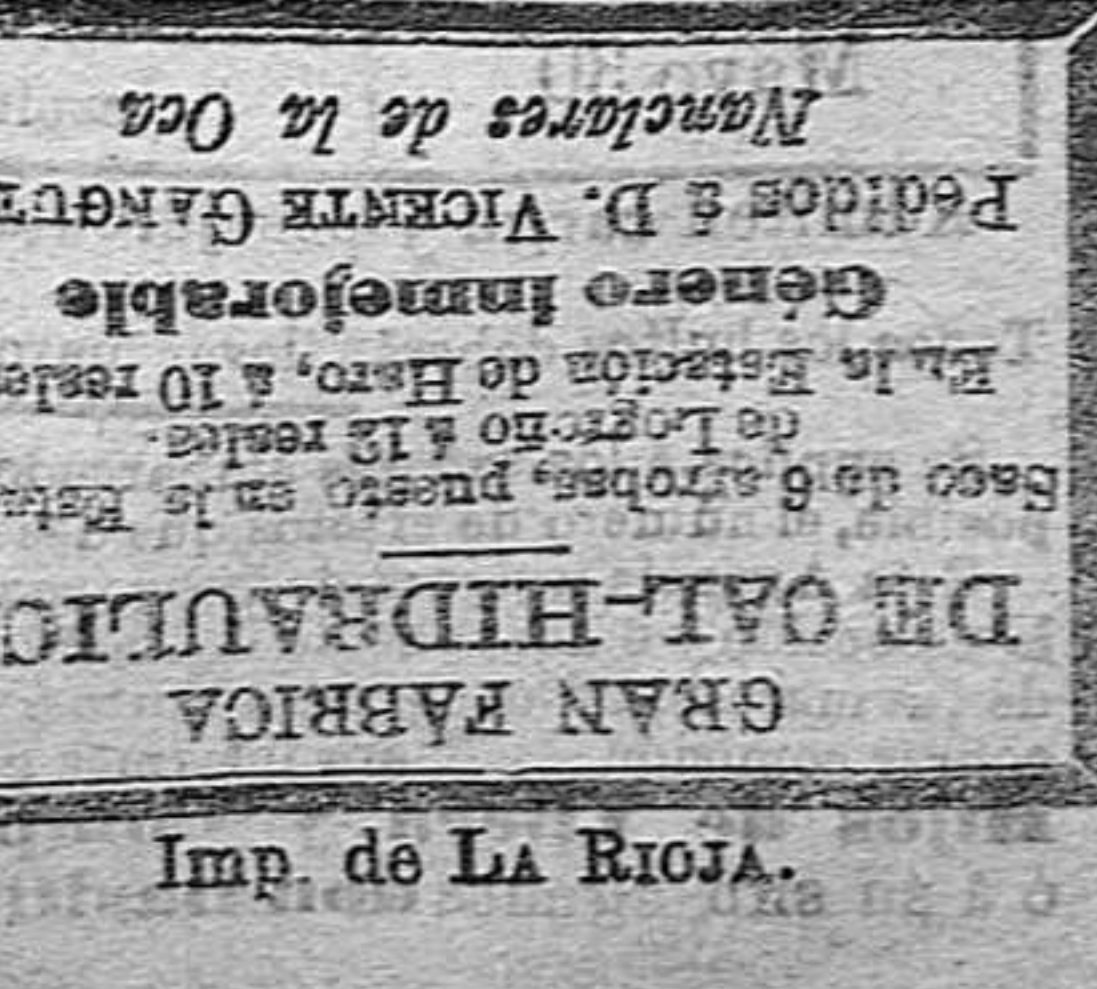 GRAN FÁBRICA
DE CAL-HIDRAULIC
Saco de 6 arrobas, puesto en la Esta
de Logroño á 12 reales.
En la Estación de Haro, á 10 reales
Género inmejorable
Pedidos á D. VICENTE
Nanclares de la Oca
Imp. de LA RIOJA.